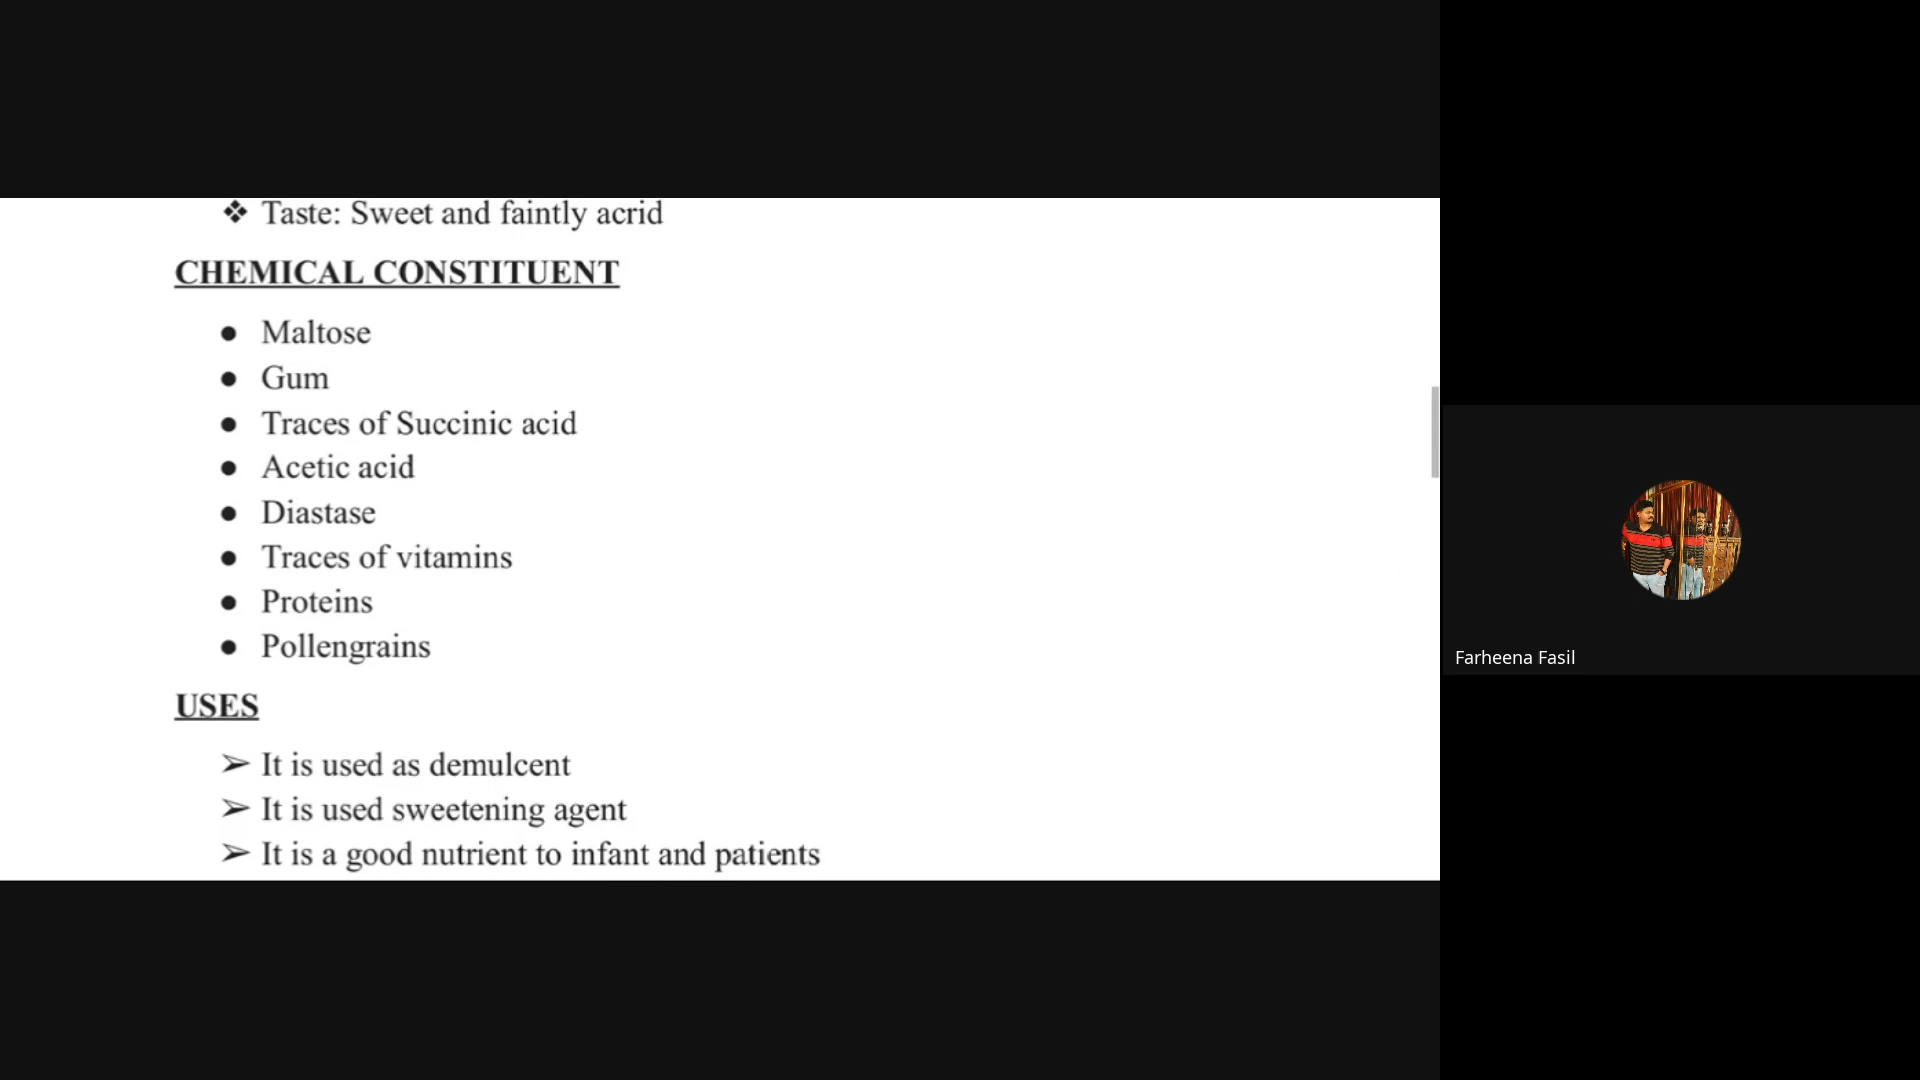 ❖ Taste: Sweet and faintly acrid
CHEMICAL CONSTITUENT
● Maltose
● Gum
● Traces of Succinic acid
● Acetic acid
● Diastase
● Traces of vitamins
● Proteins
● Pollengrains
USES
➢ It is used as demulcent
➢ It is used sweetening agent
➢ It is a good nutrient to infant and patients
Farheena Fasil